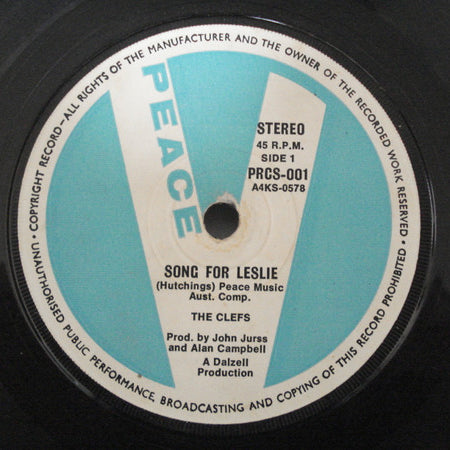 UNAUTHORISED PUBLIC PERFORMANCE, BROADCASTING AND COPYING OF THIS RECORD PROHIBITED • COPYRIGHT RECORD—ALL RIGHTS OF THE MANUFACTURER AND THE OWNER OF THE RECORDED WORK RESERVED •
PEACE
STEREO
45 R.P.M.
SIDE 1
PRCS-001
A4KS-0578
SONG FOR LESLIE
(Hutchings) Peace Music
Aust. Comp.
THE CLEFS
Prod. by John Jurss
and Alan Campbell
A Dalzell
Production